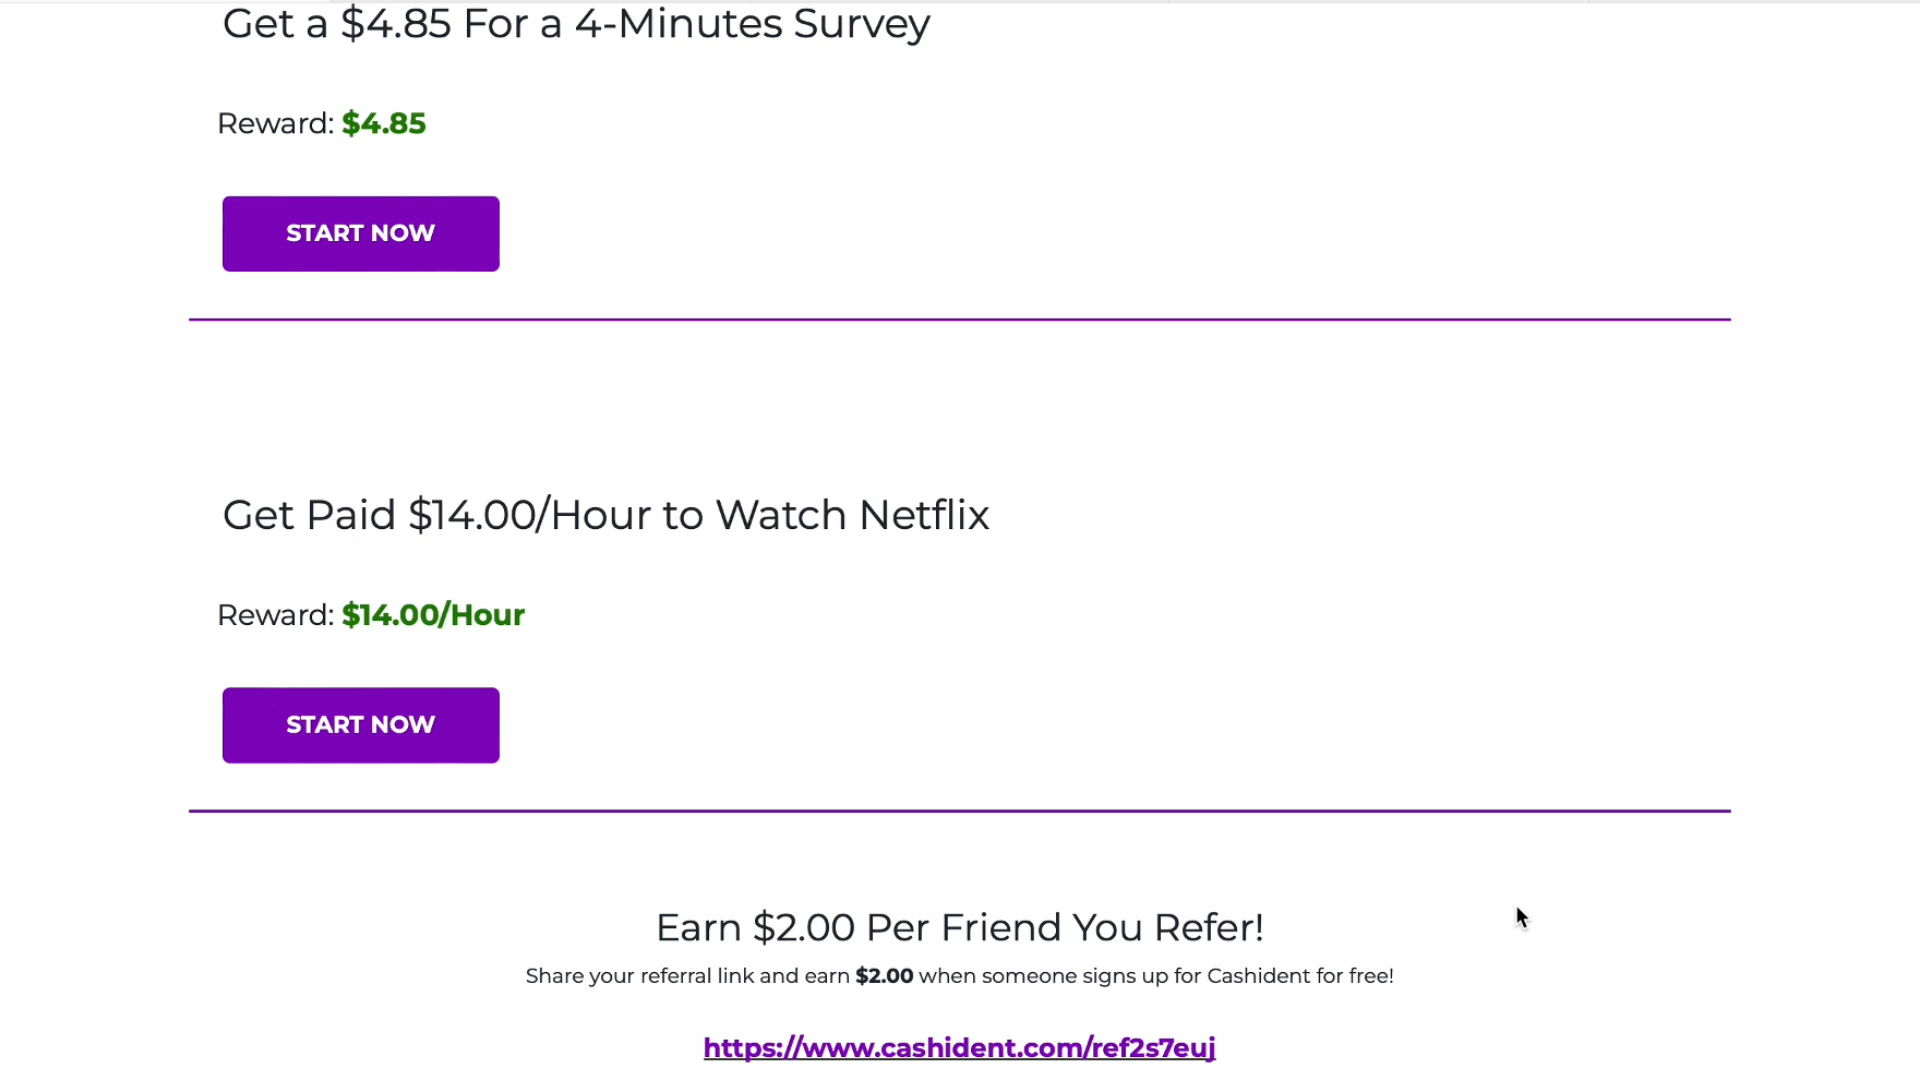 Get a $4.85 For a 4-Minutes Survey
Reward: $4.85
START NOW
Get Paid $14.00/Hour to Watch Netflix
Reward: $14.00/Hour
START NOW
Earn $2.00 Per Friend You Refer!
Share your referral link and earn $2.00 when someone signs up for Cashident for free!
https://www.cashident.com/ref2s7euj